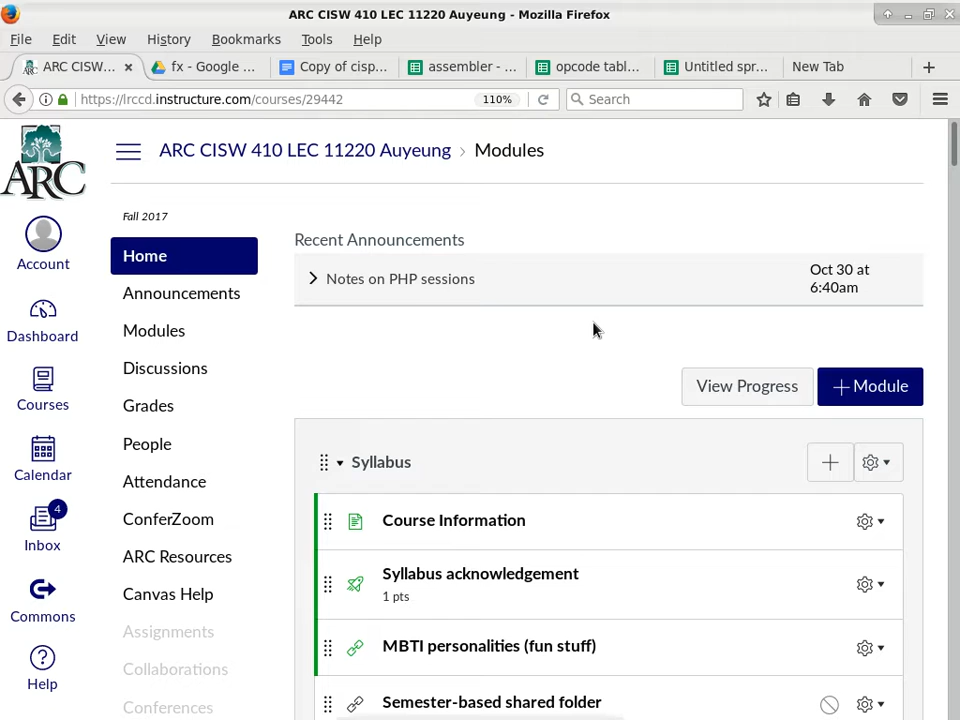 ARC CISW 410 LEC 11220 Auyeung - Mozilla Firefox
File Edit View History Bookmarks Tools Help
ARC CISW... fx - Google ... Copy of cisp... assembler - ... opcode tabl... Untitled spr... New Tab
https://lrccd.instructure.com/courses/29442 110% Search
ARC
ARC CISW 410 LEC 11220 Auyeung › Modules
Account
Dashboard
Courses
Calendar
4
Inbox
Commons
Help
Fall 2017
Home
Announcements
Modules
Discussions
Grades
People
Attendance
ConferZoom
ARC Resources
Canvas Help
Assignments
Collaborations
Conferences
Recent Announcements
Notes on PHP sessions
Oct 30 at
6:40am
View Progress
+Module
Syllabus
Course Information
Syllabus acknowledgement
1 pts
MBTI personalities (fun stuff)
Semester-based shared folder